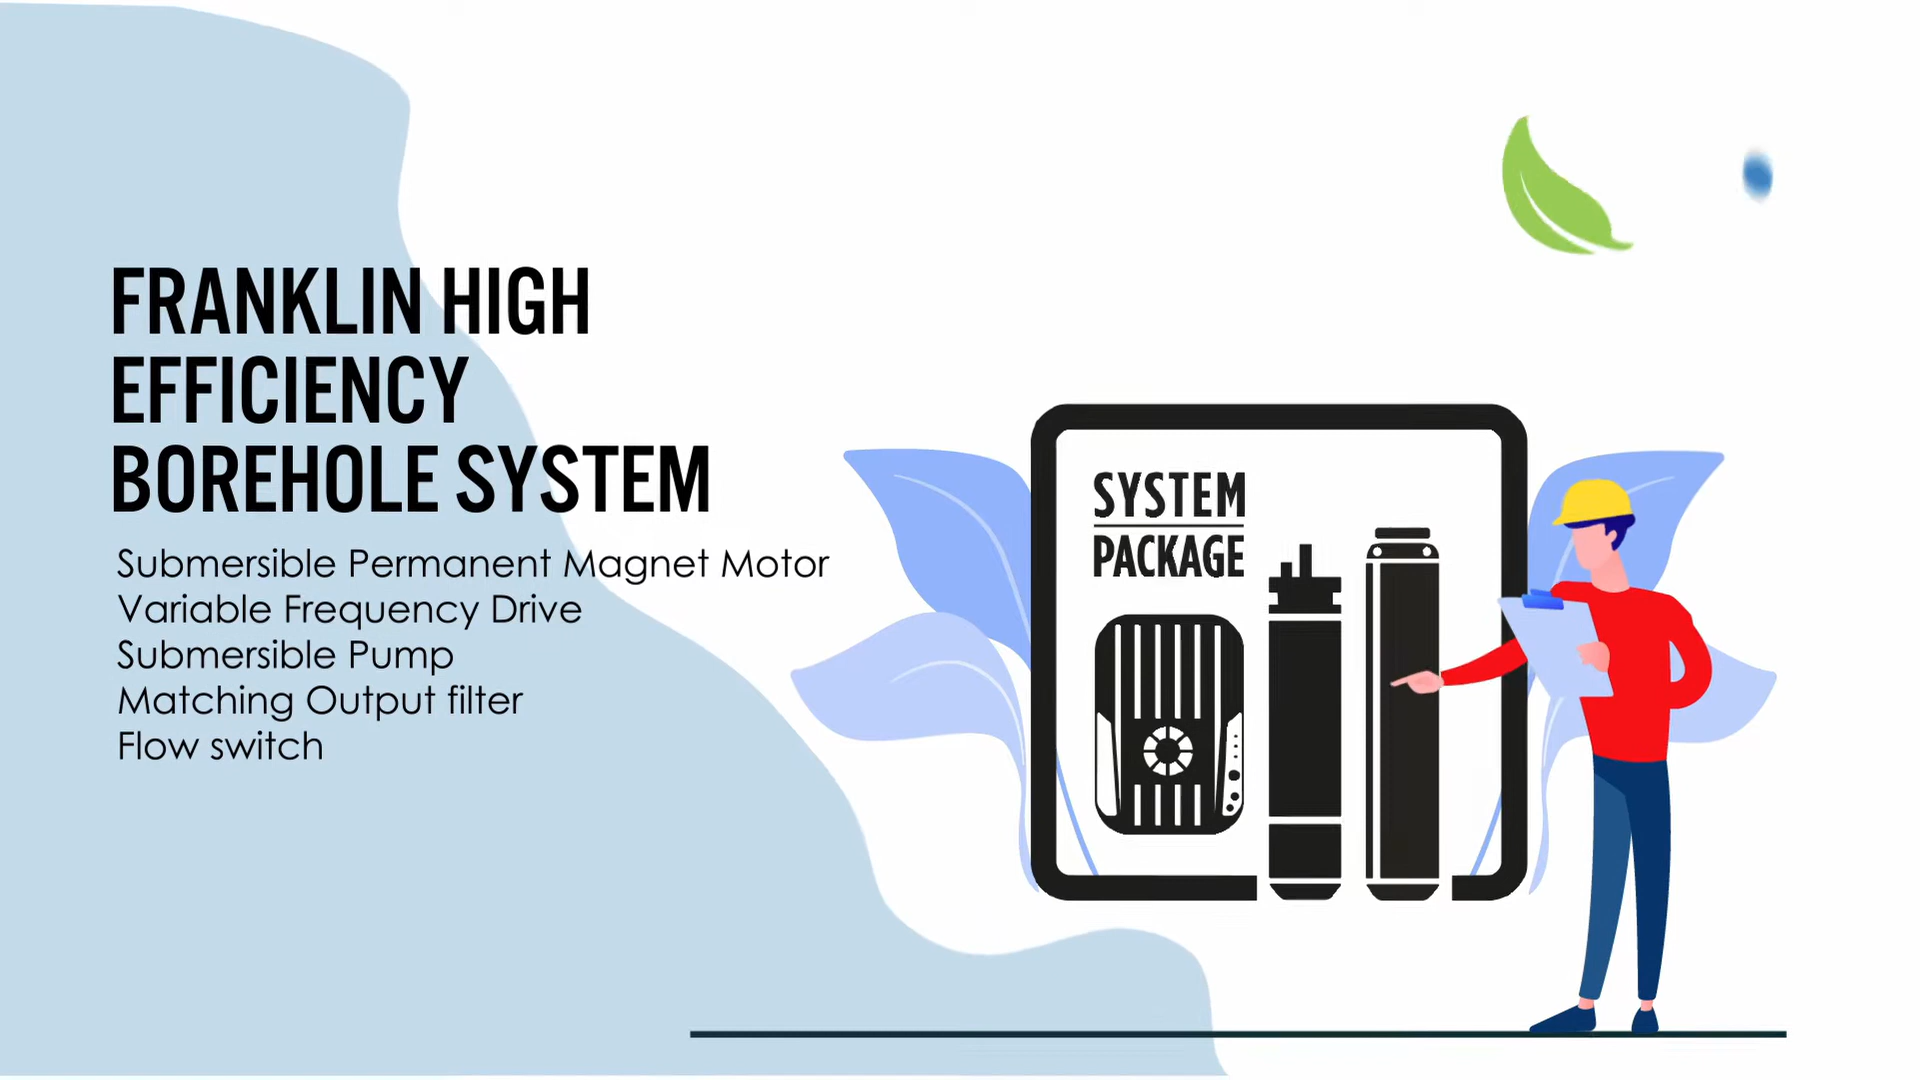 FRANKLIN HIGH
EFFICIENCY
BOREHOLE SYSTEM
Submersible Permanent Magnet Motor
Variable Frequency Drive
Submersible Pump
Matching Output filter
Flow switch
SYSTEM
PACKAGE